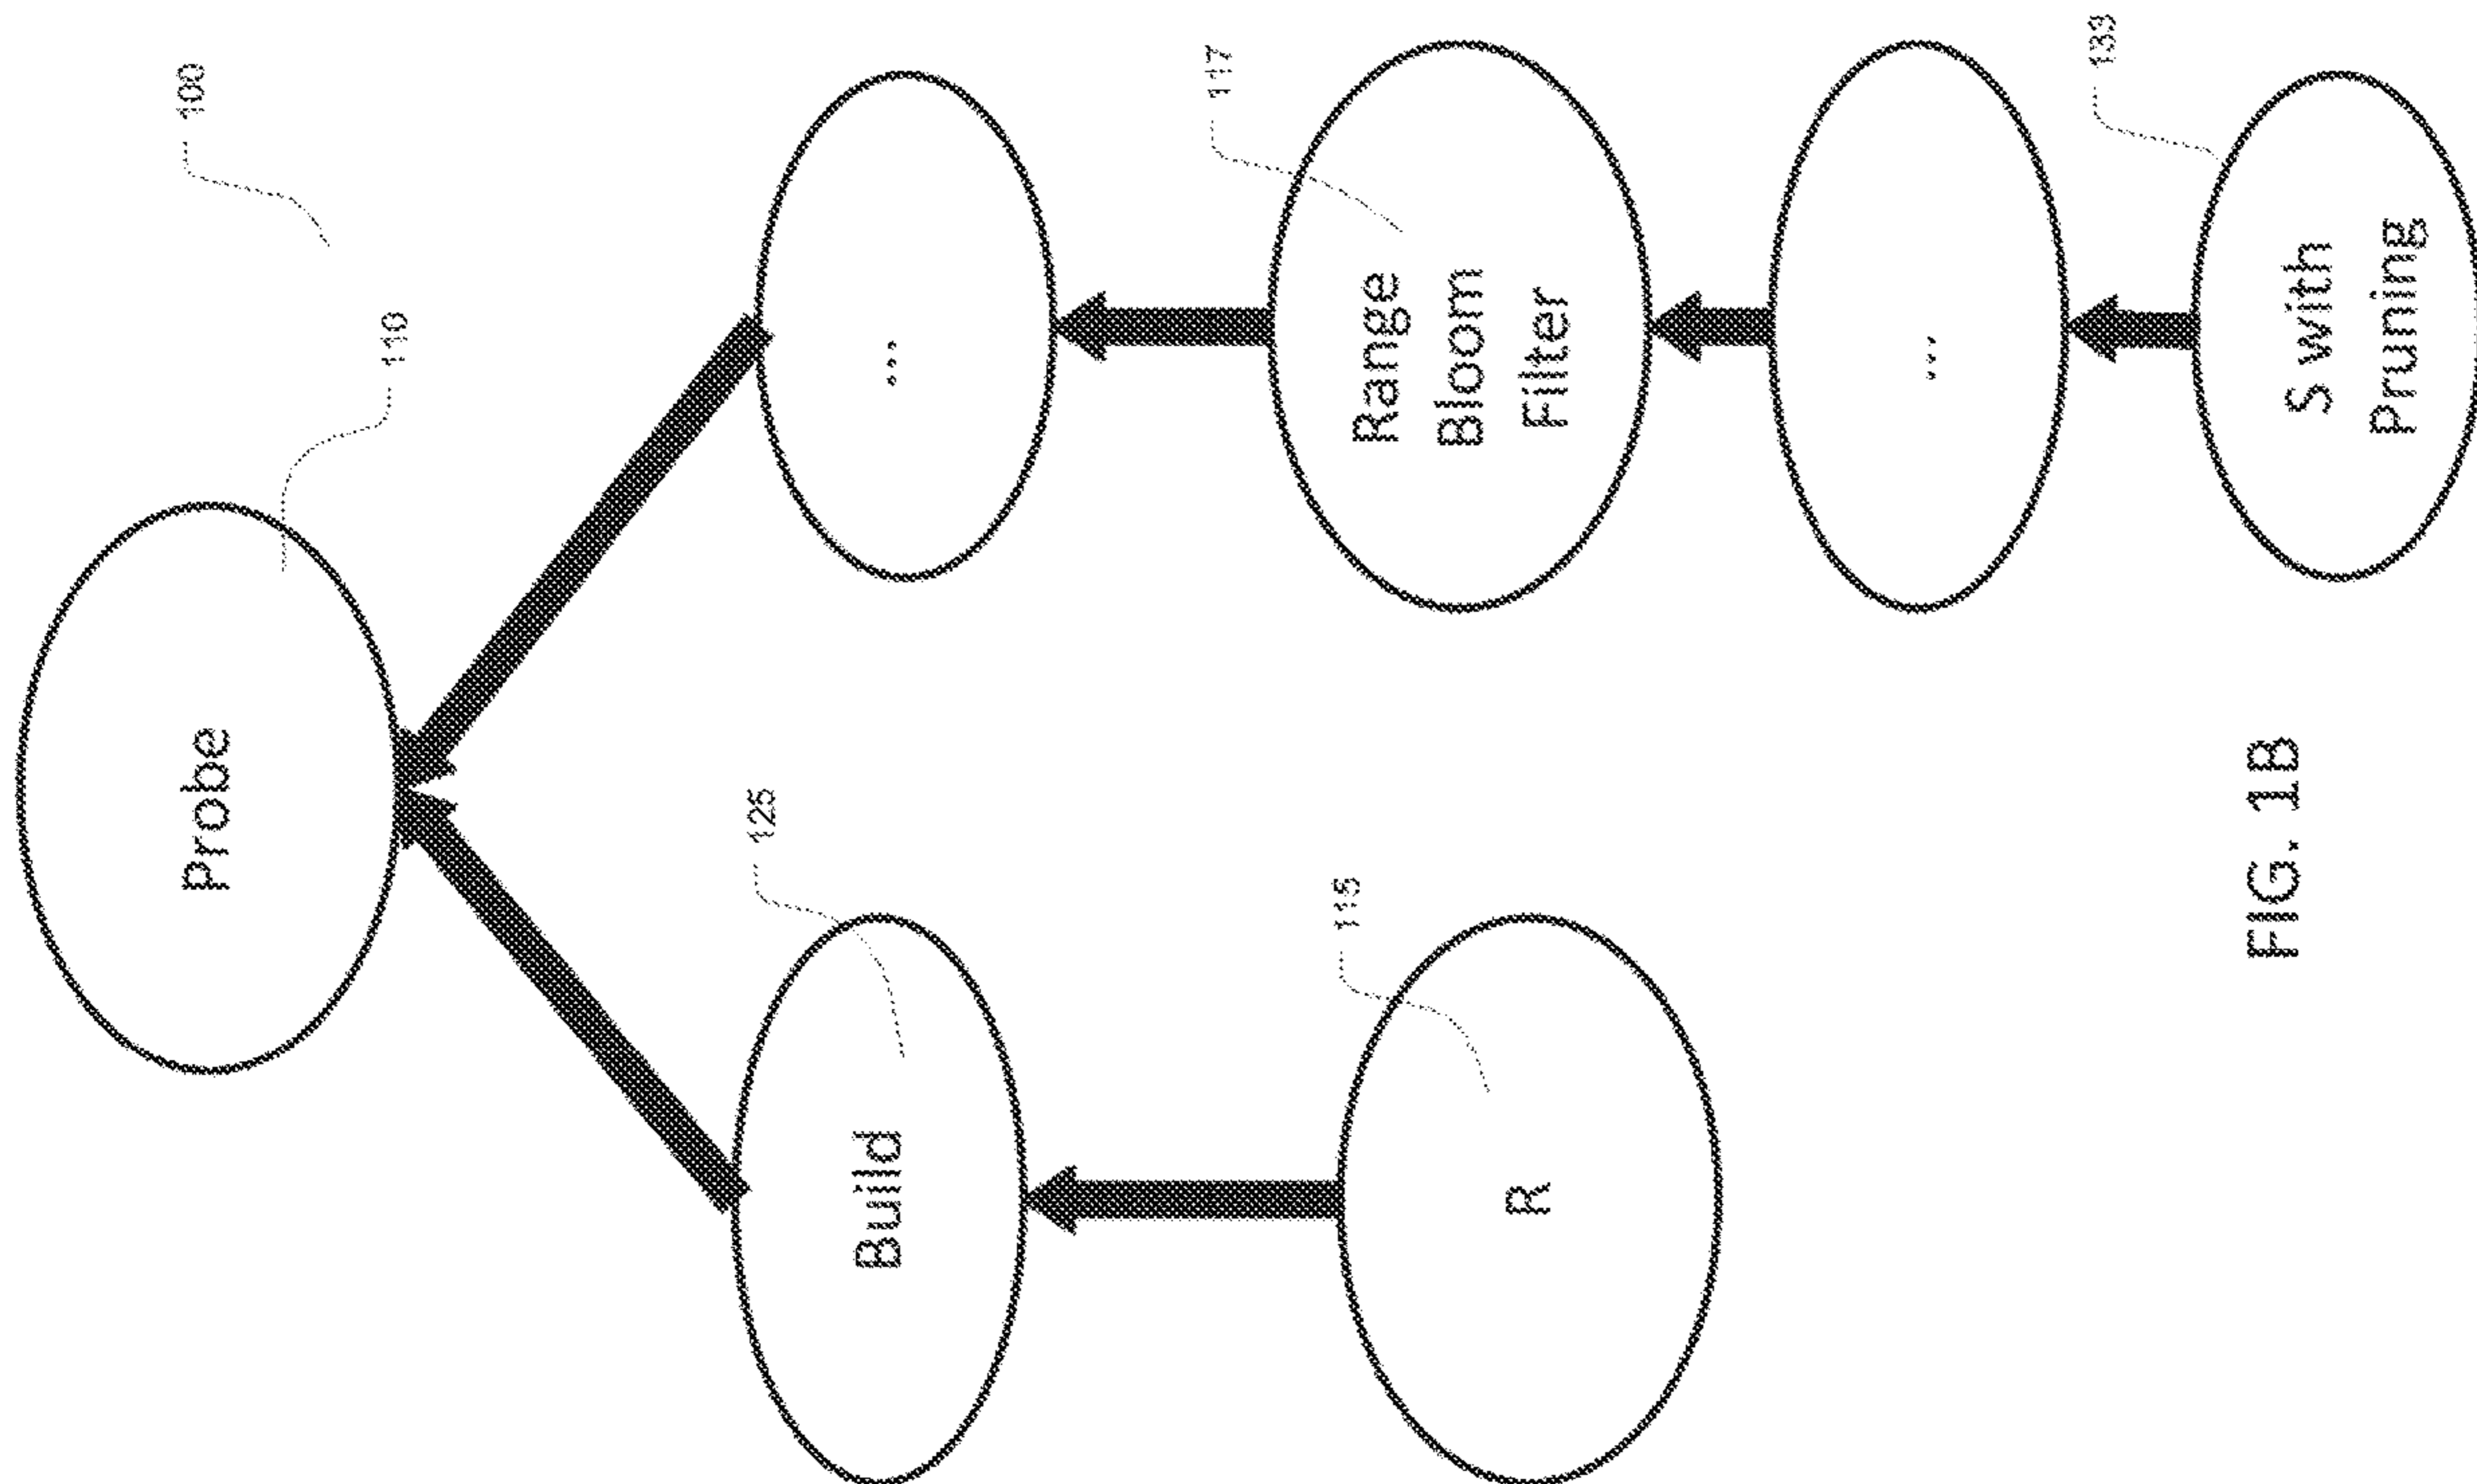 100
110
Probe
125
Build
...
117
Range
Bloom
Filter
115
R
...
133
S with
Pruning
FIG. 1B